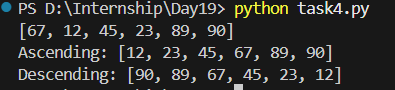 PS D:\Internship\Day19> python task4.py
[67, 12, 45, 23, 89, 90]
Ascending: [12, 23, 45, 67, 89, 90]
Descending: [90, 89, 67, 45, 23, 12]